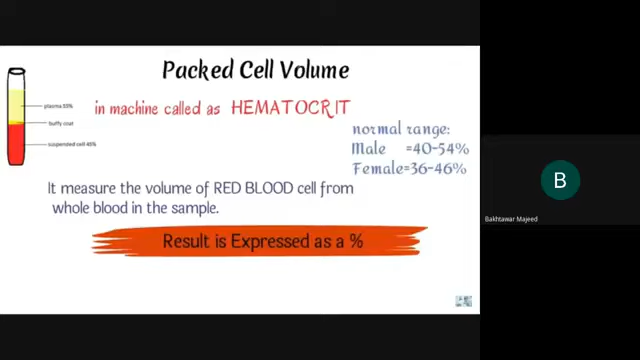 Packed Cell Volume
plasma 55%
buffy coat
suspended cell 45%
in machine called as HEMATOCRIT
normal range:
Male =40-54%
Female=36-46%
It measure the volume of RED BLOOD cell from
whole blood in the sample.
Result is Expressed as a %
B
Bakhtawar Majeed